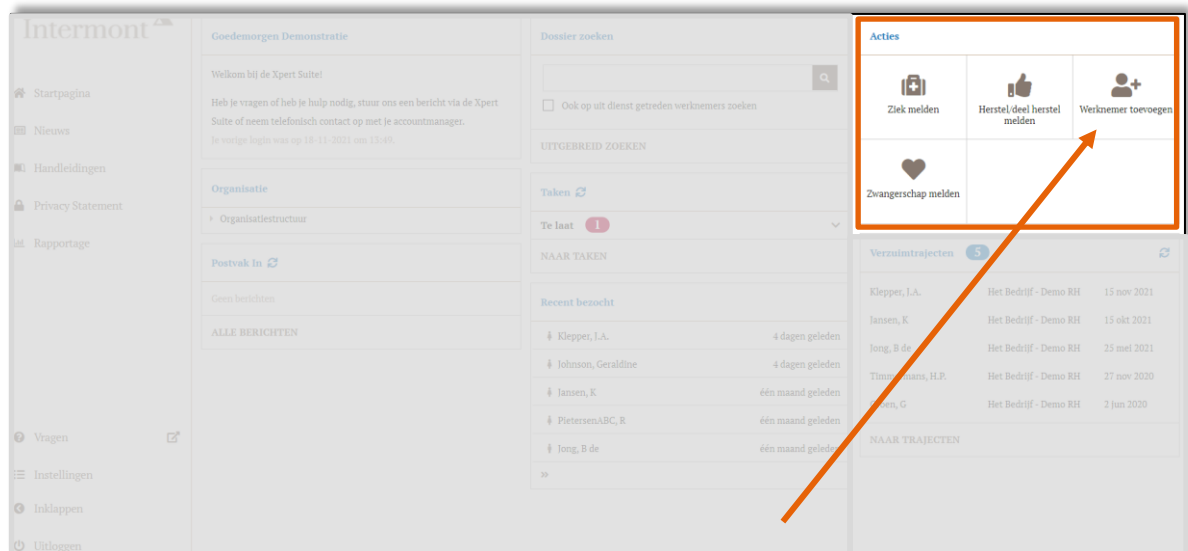 Intermont
Startpagina
Nieuws
Handleidingen
Privacy Statement
Rapportage
Vragen
Instellingen
Inklappen
Uitloggen
Goedemorgen Demonstratie
Welkom bij de Xpert Suite!
Heb je vragen of heb je hulp nodig, stuur ons een bericht via de Xpert
Suite of neem telefonisch contact op met je accountmanager.
Je vorige login was op 18-11-2021 om 13:49.
Organisatie
Organisatiestructuur
Postvak In
Geen berichten
ALLE BERICHTEN
Dossier zoeken
Ook op uit dienst getreden werknemers zoeken
UITGEBREID ZOEKEN
Taken
Te laat 1
NAAR TAKEN
Recent bezocht
Klepper, I.A. 4 dagen geleden
Johnson, Geraldine 4 dagen geleden
Jansen, K één maand geleden
PietersenABC, R één maand geleden
Jong, B de één maand geleden
Acties
Ziek melden
Herstel/deel herstel
melden
Werknemer toevoegen
Zwangerschap melden
Verzuimtrajecten 5
Klepper, I.A. Het Bedrijf - Demo RH 15 nov 2021
Jansen, K Het Bedrijf - Demo RH 15 okt 2021
Jong, B de Het Bedrijf - Demo RH 25 mei 2021
H.P. Het Bedrijf - Demo RH 27 nov 2020
G Het Bedrijf - Demo RH 2 jun 2020
NAAR TRAJECTEN